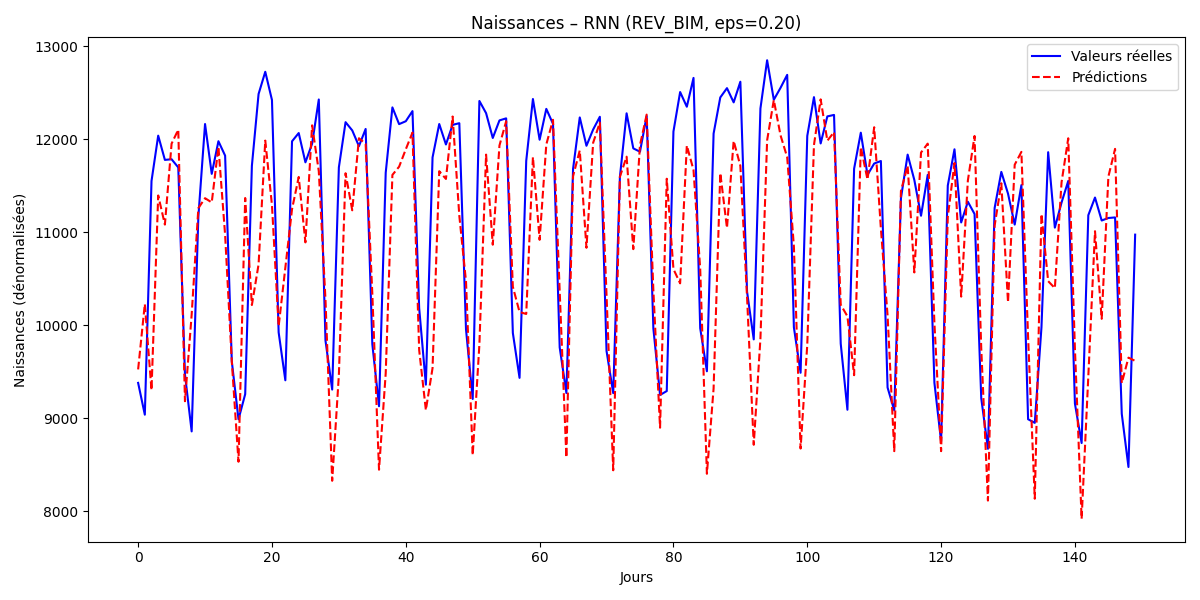 Naissances – RNN (REV_BIM, eps=0.20)
Valeurs réelles
Prédictions
Naissances (dénormalisées)
13000
12000
11000
10000
9000
8000
0 20 40 60 80 100 120 140
Jours